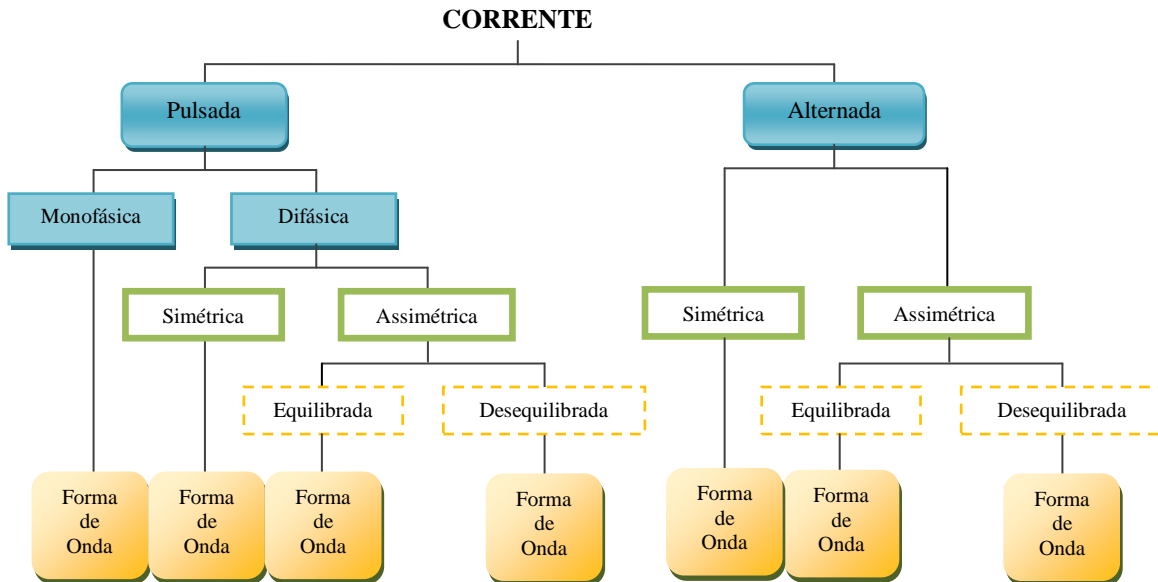 CORRENTE
Pulsada
Alternada
Monofásica
Difásica
Simétrica
Assimétrica
Simétrica
Assimétrica
Equilibrada
Desequilibrada
Equilibrada
Desequilibrada
Forma
de
Onda
Forma
de
Onda
Forma
de
Onda
Forma
de
Onda
Forma
de
Onda
Forma
de
Onda
Forma
de
Onda